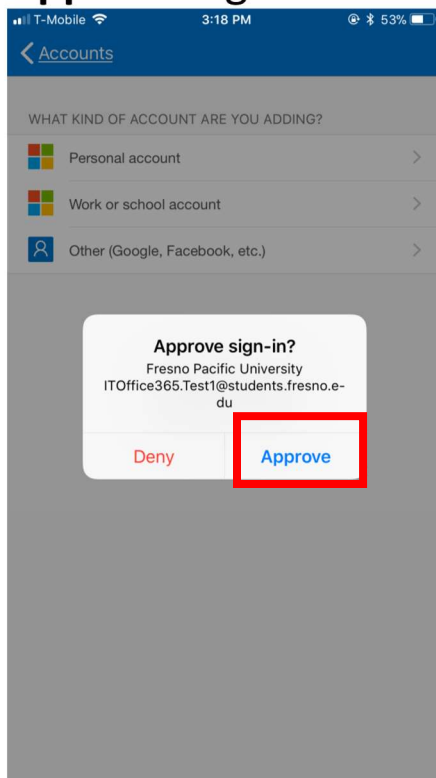 T-Mobile 3:18 PM 53%
Accounts
WHAT KIND OF ACCOUNT ARE YOU ADDING?
Personal account
Work or school account
Other (Google, Facebook, etc.)
Approve sign-in?
Fresno Pacific University
ITOffice365.Test1@students.fresno.e-
du
Deny Approve